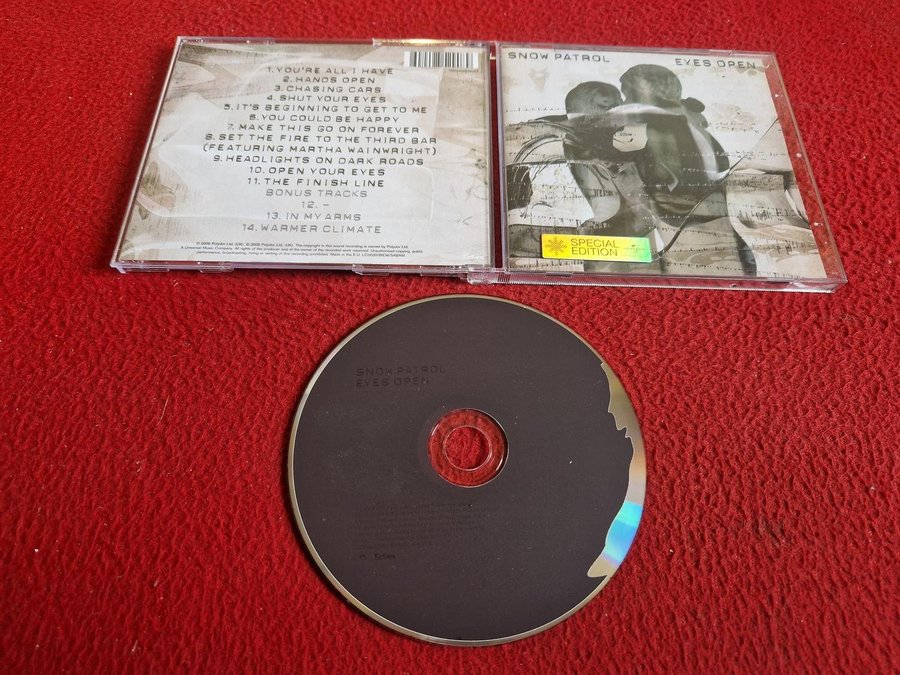 1. YOU'RE ALL I HAVE
2. HANDS OPEN
3. CHASING CARS
4. SHUT YOUR EYES
5. IT'S BEGINNING TO GET TO ME
6. YOU COULD BE HAPPY
7. MAKE THIS GO ON FOREVER
8. SET THE FIRE TO THE THIRD BAR
(FEATURING MARTHA WAINWRIGHT)
9. HEADLIGHTS ON DARK ROADS
10. OPEN YOUR EYES
11. THE FINISH LINE
BONUS TRACKS
12. -
13. IN MY ARMS
14. WARMER CLIMATE
SNOW PATROL EYES OPEN
SPECIAL
EDITION
SNOW PATROL
EYES OPEN